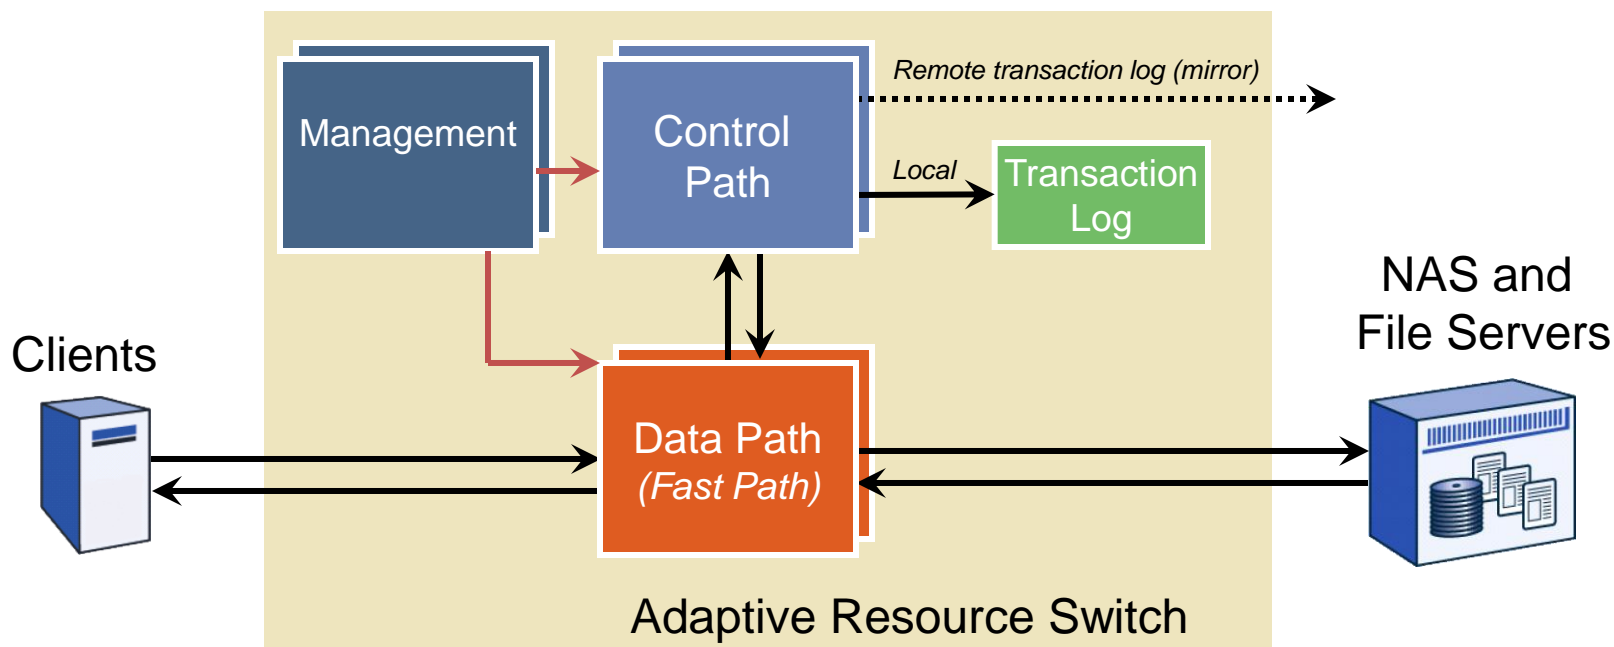 Remote transaction log (mirror)
Management
Control
Path
Local
Transaction
Log
NAS and
File Servers
Clients
Data Path
(Fast Path)
Adaptive Resource Switch